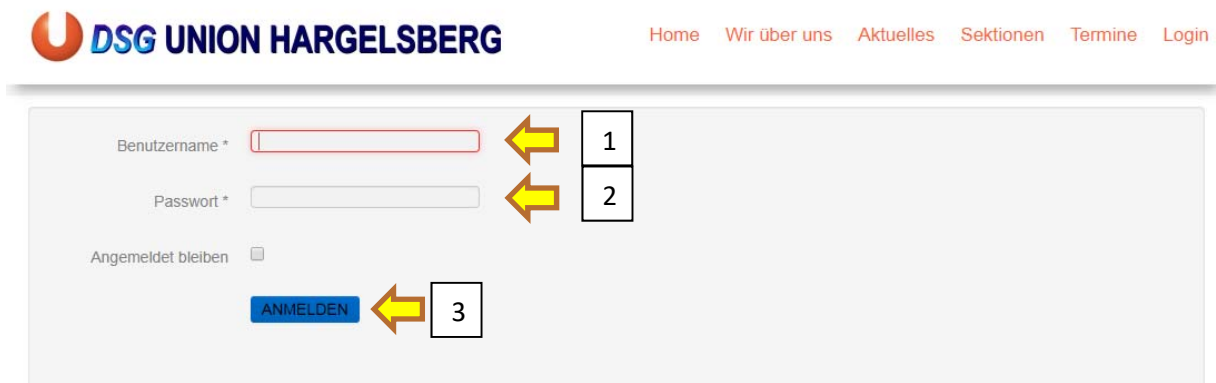 DSG UNION HARGELSBERG
Home Wir über uns Aktuelles Sektionen Termine Login
Benutzername * 1
Passwort * 2
Angemeldet bleiben
ANMELDEN 3